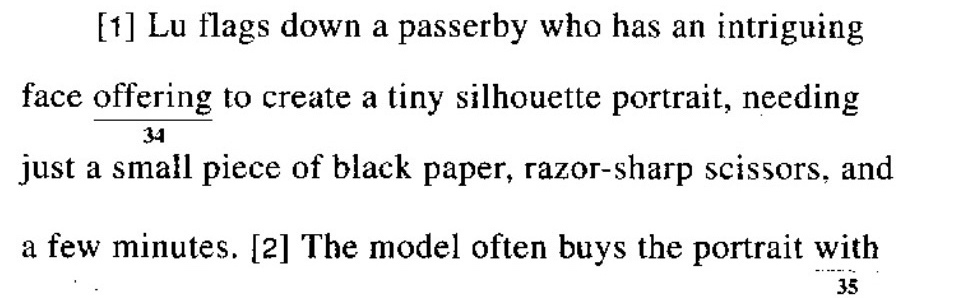 [1] Lu flags down a passerby who has an intriguing
face offering to create a tiny silhouette portrait, needing
34
just a small piece of black paper, razor-sharp scissors, and
a few minutes. [2] The model often buys the portrait with
35